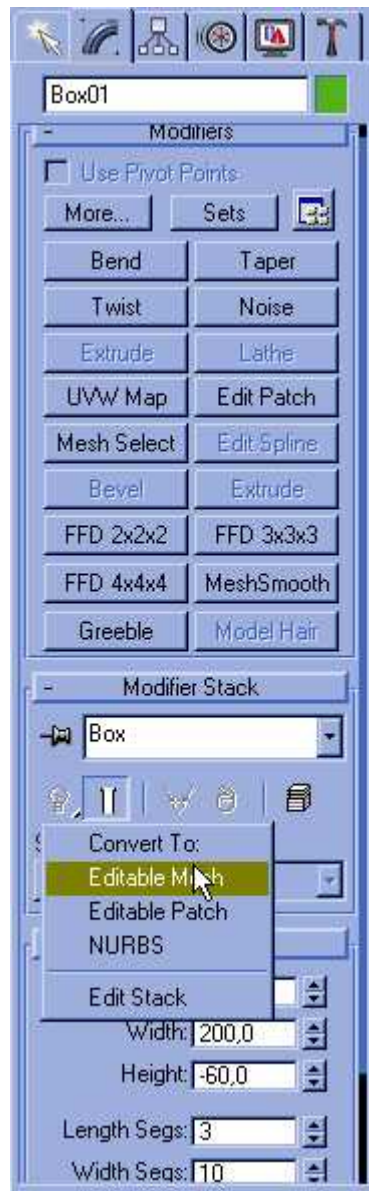 Box01
- Modifiers
Use Pivot Points
More... Sets
Bend Taper
Twist Noise
Extrude Lathe
UVW Map Edit Patch
Mesh Select Edit Spline
Bevel Extrude
FFD 2x2x2 FFD 3x3x3
FFD 4x4x4 MeshSmooth
Greeble Model Hair
- Modifier Stack
Box
Convert To:
Editable Mesh
Editable Patch
NURBS
Edit Stack
Width: 200,0
Height: -60,0
Length Segs: 3
Width Segs: 10